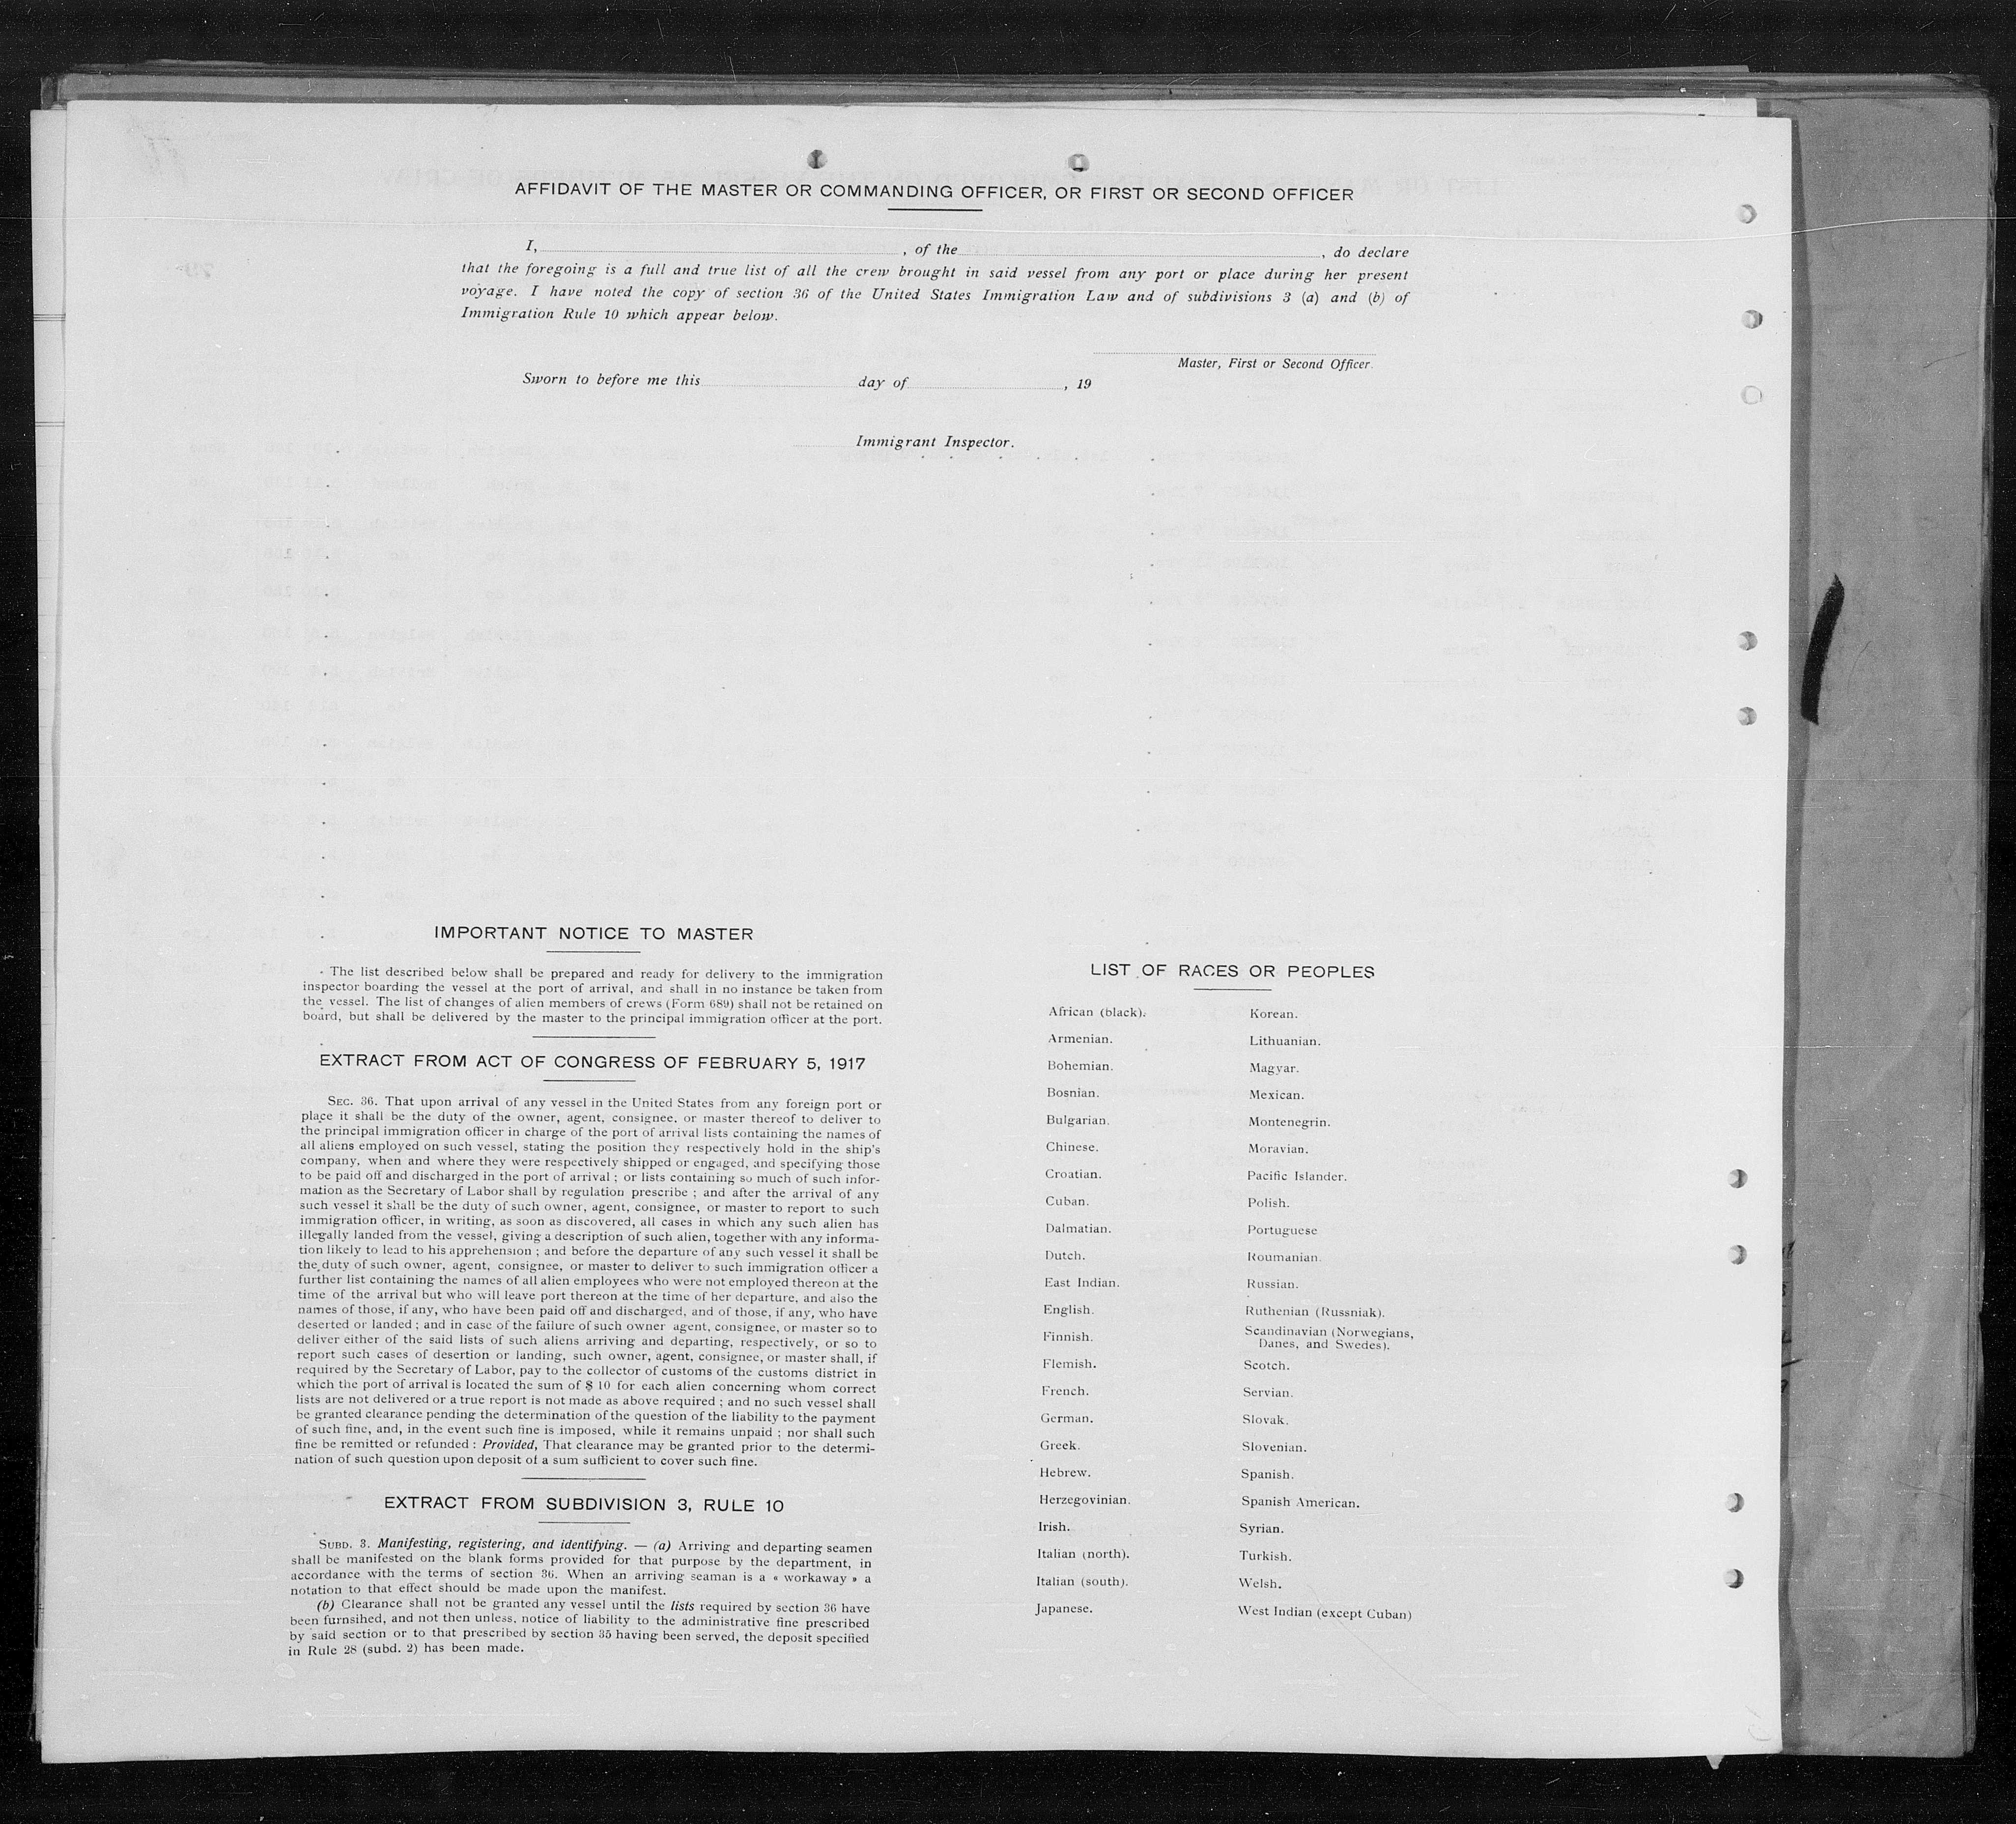 AFFIDAVIT OF THE MASTER OR COMMANDING OFFICER, OR FIRST OR SECOND OFFICER
I, , of the , do declare
that the foregoing is a full and true list of all the crew brought in said vessel from any port or place during her present
voyage. I have noted the copy of section 36 of the United States Immigration Law and of subdivisions 3 (a) and (b) of
Immigration Rule 10 which appear below.
Master, First or Second Officer.
Sworn to before me this day of , 19
Immigrant Inspector.
IMPORTANT NOTICE TO MASTER
The list described below shall be prepared and ready for delivery to the immigration
inspector boarding the vessel at the port of arrival, and shall in no instance be taken from
the vessel. The list of changes of alien members of crews (Form 689) shall not be retained on
board, but shall be delivered by the master to the principal immigration officer at the port.
EXTRACT FROM ACT OF CONGRESS OF FEBRUARY 5, 1917
SEC. 36. That upon arrival of any vessel in the United States from any foreign port or
place it shall be the duty of the owner, agent, consignee, or master thereof to deliver to
the principal immigration officer in charge of the port of arrival lists containing the names of
all aliens employed on such vessel, stating the position they respectively hold in the ship's
company, when and where they were respectively shipped or engaged, and specifying those
to be paid off and discharged in the port of arrival ; or lists containing so much of such infor-
mation as the Secretary of Labor shall by regulation prescribe ; and after the arrival of any
such vessel it shall be the duty of such owner, agent, consignee, or master to report to such
immigration officer, in writing, as soon as discovered, all cases in which any such alien has
illegally landed from the vessel, giving a description of such alien, together with any informa-
tion likely to lead to his apprehension ; and before the departure of any such vessel it shall be
the duty of such owner, agent, consignee, or master to deliver to such immigration officer a
further list containing the names of all alien employees who were not employed thereon at the
time of the arrival but who will leave port thereon at the time of her departure, and also the
names of those, if any, who have been paid off and discharged, and of those, if any, who have
deserted or landed ; and in case of the failure of such owner agent, consignee, or master so to
deliver either of the said lists of such aliens arriving and departing, respectively, or so to
report such cases of desertion or landing, such owner, agent, consignee, or master shall, if
required by the Secretary of Labor, pay to the collector of customs of the customs district in
which the port of arrival is located the sum of $ 10 for each alien concerning whom correct
lists are not delivered or a true report is not made as above required ; and no such vessel shall
be granted clearance pending the determination of the question of the liability to the payment
of such fine, and, in the event such fine is imposed, while it remains unpaid ; nor shall such
fine be remitted or refunded : Provided, That clearance may be granted prior to the determi-
nation of such question upon deposit of a sum sufficient to cover such fine.
EXTRACT FROM SUBDIVISION 3, RULE 10
SUBD. 3. Manifesting, registering, and identifying. — (a) Arriving and departing seamen
shall be manifested on the blank forms provided for that purpose by the department, in
accordance with the terms of section 36. When an arriving seaman is a « workaway » a
notation to that effect should be made upon the manifest.
(b) Clearance shall not be granted any vessel until the lists required by section 36 have
been furnsihed, and not then unless, notice of liability to the administrative fine prescribed
by said section or to that prescribed by section 35 having been served, the deposit specified
in Rule 28 (subd. 2) has been made.
LIST OF RACES OR PEOPLES
African (black).
Armenian.
Bohemian.
Bosnian.
Bulgarian.
Chinese.
Croatian.
Cuban.
Dalmatian.
Dutch.
East Indian.
English.
Finnish.
Flemish.
French.
German.
Greek.
Hebrew.
Herzegovinian.
Irish.
Italian (north).
Italian (south).
Japanese.
Korean.
Lithuanian.
Magyar.
Mexican.
Montenegrin.
Moravian.
Pacific Islander.
Polish.
Portuguese
Roumanian.
Russian.
Ruthenian (Russniak).
Scandinavian (Norwegians,
Danes, and Swedes).
Scotch.
Servian.
Slovak.
Slovenian.
Spanish.
Spanish American.
Syrian.
Turkish.
Welsh.
West Indian (except Cuban)